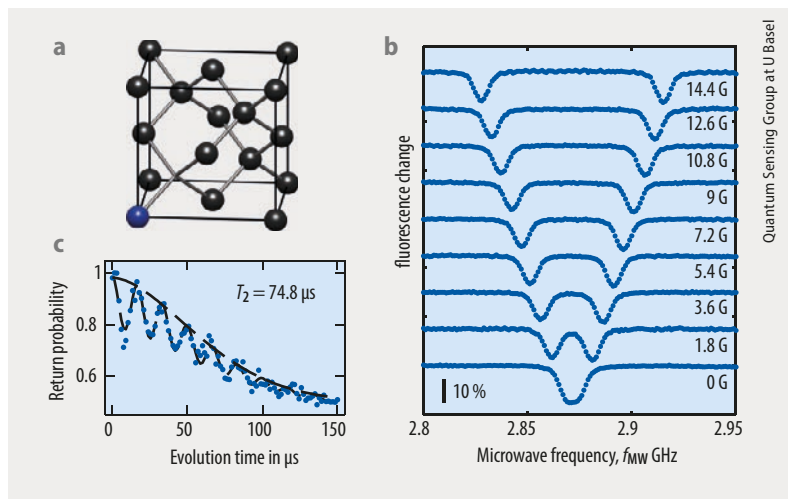 a
b
c
14.4 G
12.6 G
10.8 G
9 G
7.2 G
5.4 G
3.6 G
1.8 G
0 G
10 %
fluorescence change
2.8
2.85
2.9
2.95
Microwave frequency, fMW GHz
Quantum Sensing Group at U Basel
T2 = 74.8 µs
Return probability
1
0.8
0.6
0
50
100
150
Evolution time in µs